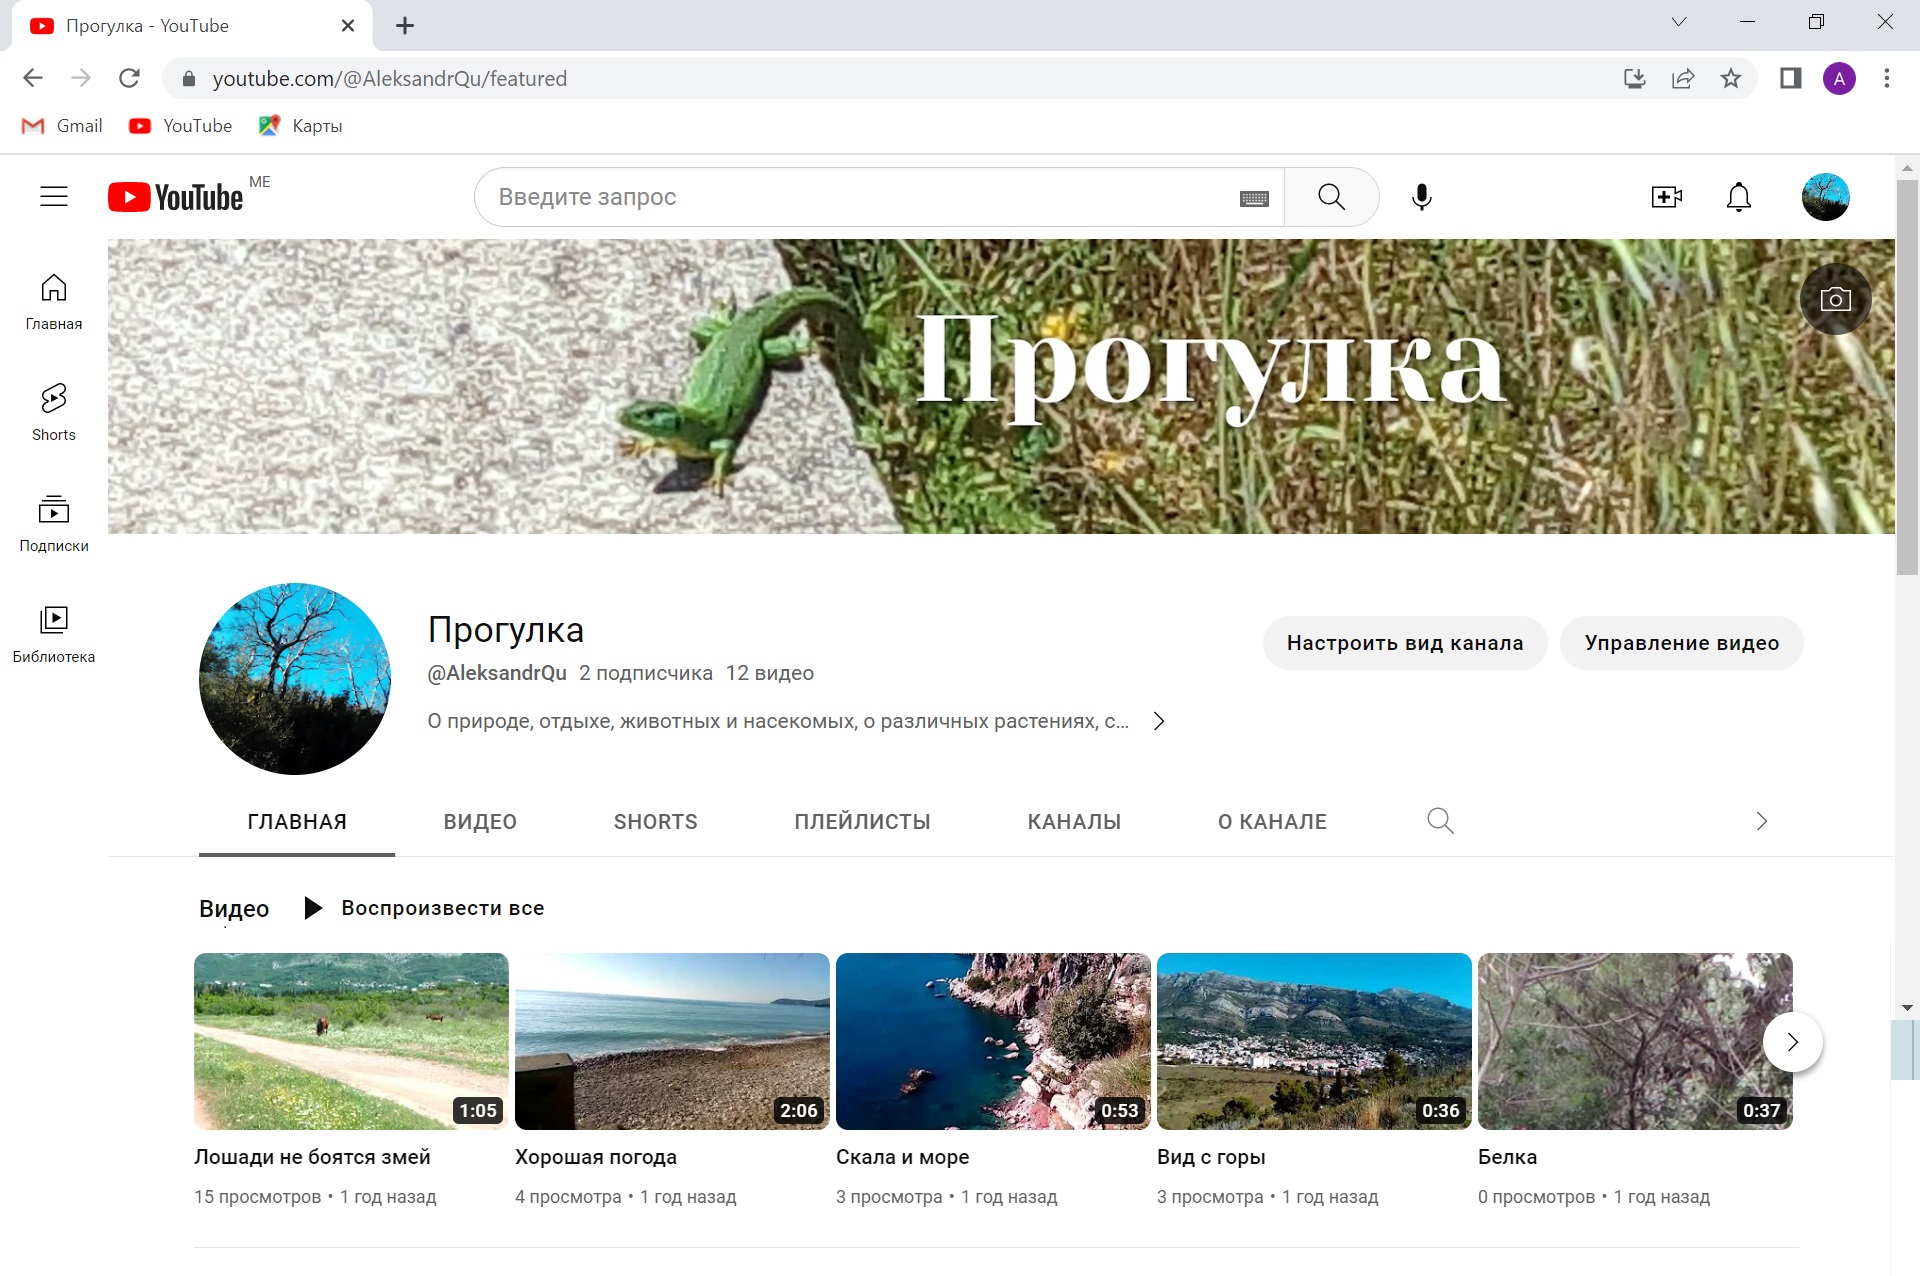 Прогулка - YouTube
youtube.com/@AleksandrQu/featured
A
Gmail
YouTube
Карты
YouTube ME
Введите запрос
Главная
Shorts
Подписки
Библиотека
Прогулка
Прогулка
@AleksandrQu 2 подписчика 12 видео
О природе, отдыхе, животных и насекомых, о различных растениях, с...
Настроить вид канала
Управление видео
ГЛАВНАЯ
ВИДЕО
SHORTS
ПЛЕЙЛИСТЫ
КАНАЛЫ
О КАНАЛЕ
Видео
Воспроизвести все
1:05
Лошади не боятся змей
15 просмотров • 1 год назад
2:06
Хорошая погода
4 просмотра • 1 год назад
0:53
Скала и море
3 просмотра • 1 год назад
0:36
Вид с горы
3 просмотра • 1 год назад
0:37
Белка
0 просмотров • 1 год назад